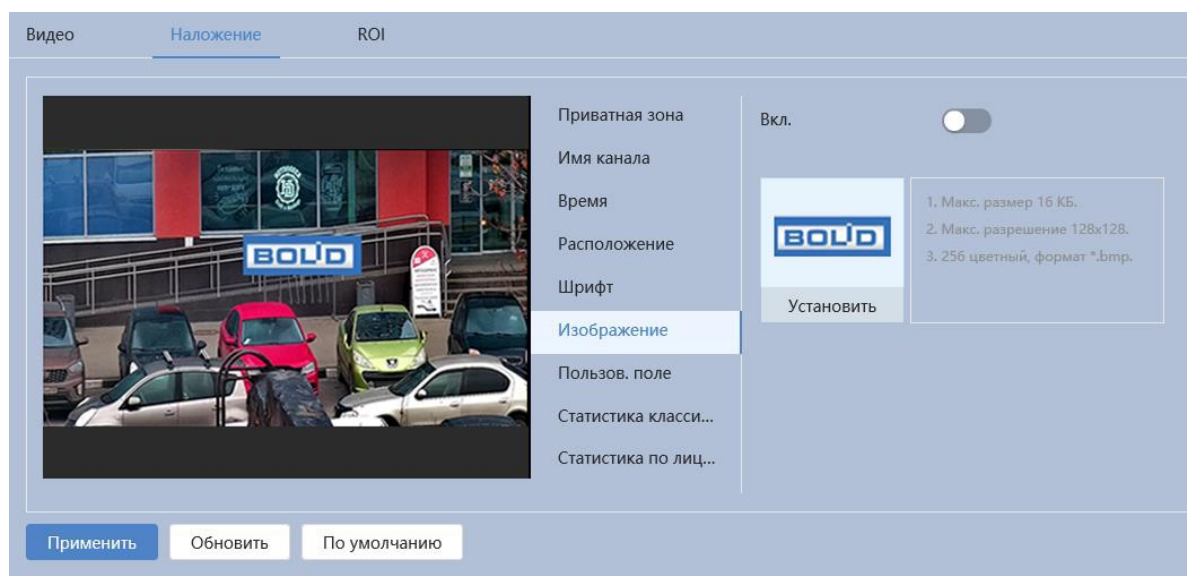 Видео
Наложение
ROI
Приватная зона
Имя канала
Время
Расположение
Шрифт
Изображение
Пользов. поле
Статистика класси...
Статистика по лиц...
Вкл.
BOLID
BOLID
Установить
1. Макс. размер 16 КБ.
2. Макс. разрешение 128x128.
3. 256 цветный, формат *.bmp.
Применить
Обновить
По умолчанию